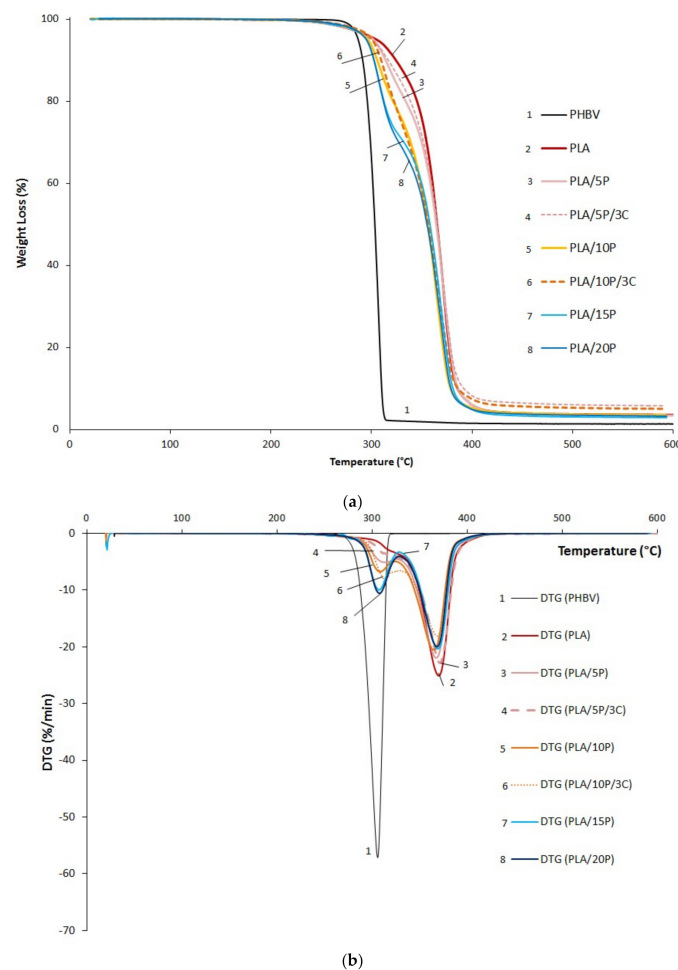 100
80
60
40
20
0
Weight Loss (%)
0
100
200
300
400
500
600
Temperature (°C)
2
6
4
5
3
7
8
1
1 PHBV
2 PLA
3 PLA/5P
4 PLA/5P/3C
5 PLA/10P
6 PLA/10P/3C
7 PLA/15P
8 PLA/20P
(a)
0
100
200
300
400
500
600
Temperature (°C)
0
-10
-20
-30
-40
-50
-60
-70
DTG (%/min)
4
7
5
6
8
3
2
1
1 DTG (PHBV)
2 DTG (PLA)
3 DTG (PLA/5P)
4 DTG (PLA/5P/3C)
5 DTG (PLA/10P)
6 DTG (PLA/10P/3C)
7 DTG (PLA/15P)
8 DTG (PLA/20P)
(b)